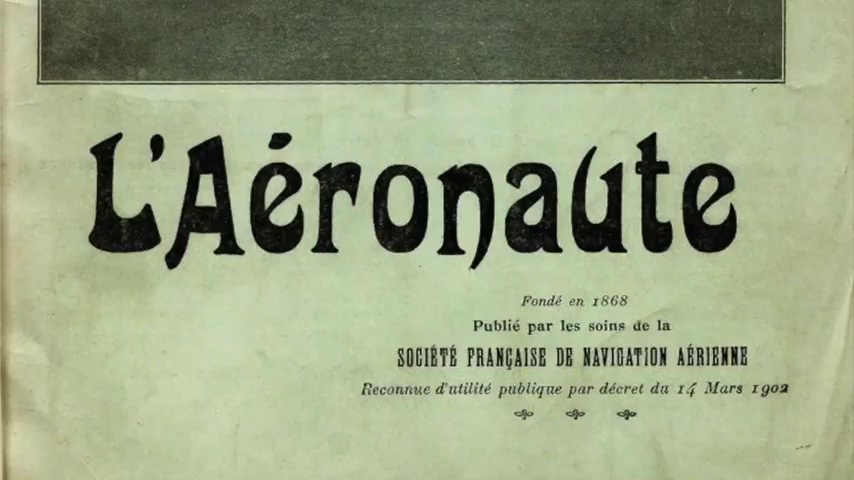 L'Aéronaute
Fondé en 1868
Publié par les soins de la
SOCIÉTÉ FRANÇAISE DE NAVIGATION AÉRIENNE
Reconnue d'utilité publique par décret du 14 Mars 1902